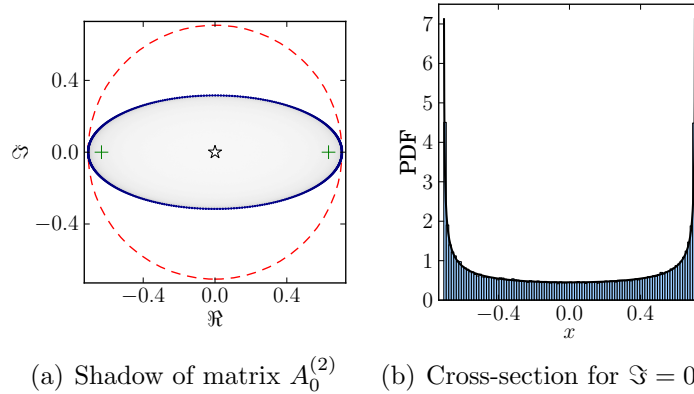 0.4
0.0
−0.4
ℑ
−0.4 0.0 0.4
ℜ
7
6
5
4
3
2
1
0
PDF
−0.4 0.0 0.4
x
(a) Shadow of matrix A_0^{(2)}
(b) Cross-section for ℑ = 0